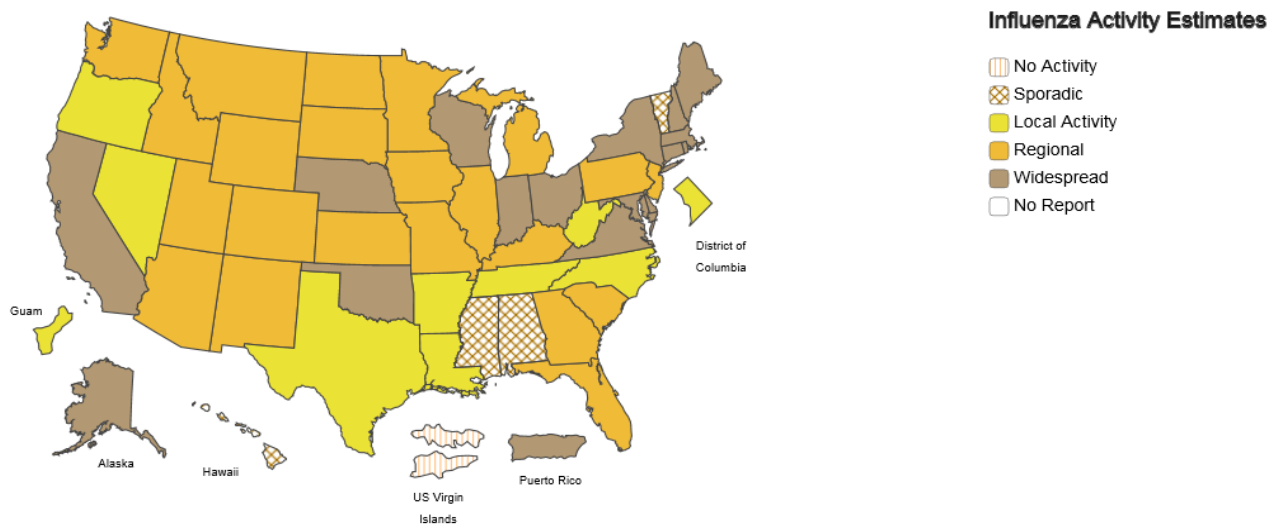 Influenza Activity Estimates
No Activity
Sporadic
Local Activity
Regional
Widespread
No Report
District of
Columbia
Guam
Alaska
Hawaii
US Virgin
Islands
Puerto Rico